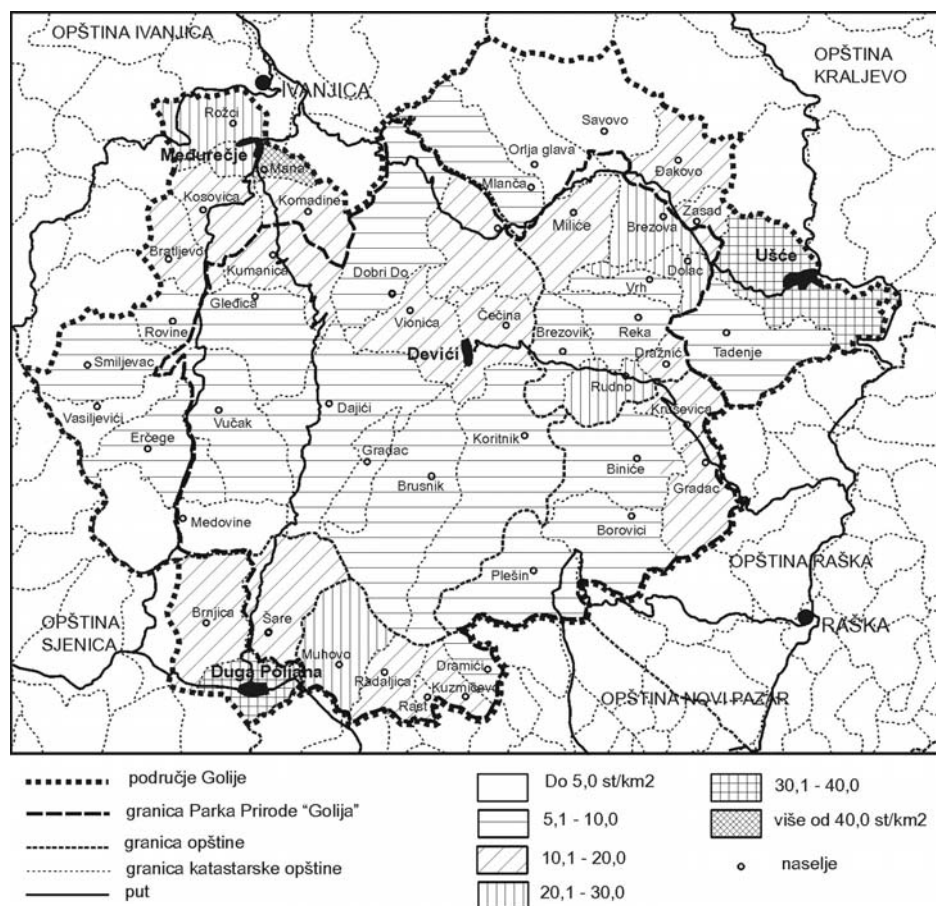 OPŠTINA IVANJICA
OPŠTINA
KRALJEVO
IVANJICA
Rožci
Savovo
Međurečje
Mana
Orlja glava
Đakovo
Mlanča
Kosovica
Komadine
Miliće
Brezova
Zasad
Bratljevo
Kumanica
Ušće
Dobri Do
Dolac
Vrh
Gleđica
Vionica
Čečina
Rovine
Brezovik
Reka
Devići
Tadenje
Dražnić
Smiljevac
Rudno
Vasiljevići
Vučak
Dajići
Kruševica
Erčege
Koritnik
Gradac
Biniće
Brusnik
Gradac
Medovine
Borovići
OPŠTINA RAŠKA
Plešin
Brnjica
OPŠTINA
SJENICA
Šare
RAŠKA
Muhovo
Duga Poljana
Radaljica
Dramići
Kuzmičevo
Rast
OPŠTINA NOVI PAZAR
područje Golije
granica Parka Prirode “Golija”
granica opštine
granica katastarske opštine
put
Do 5,0 st/km2
5,1 - 10,0
10,1 - 20,0
20,1 - 30,0
30,1 - 40,0
više od 40,0 st/km2
naselje